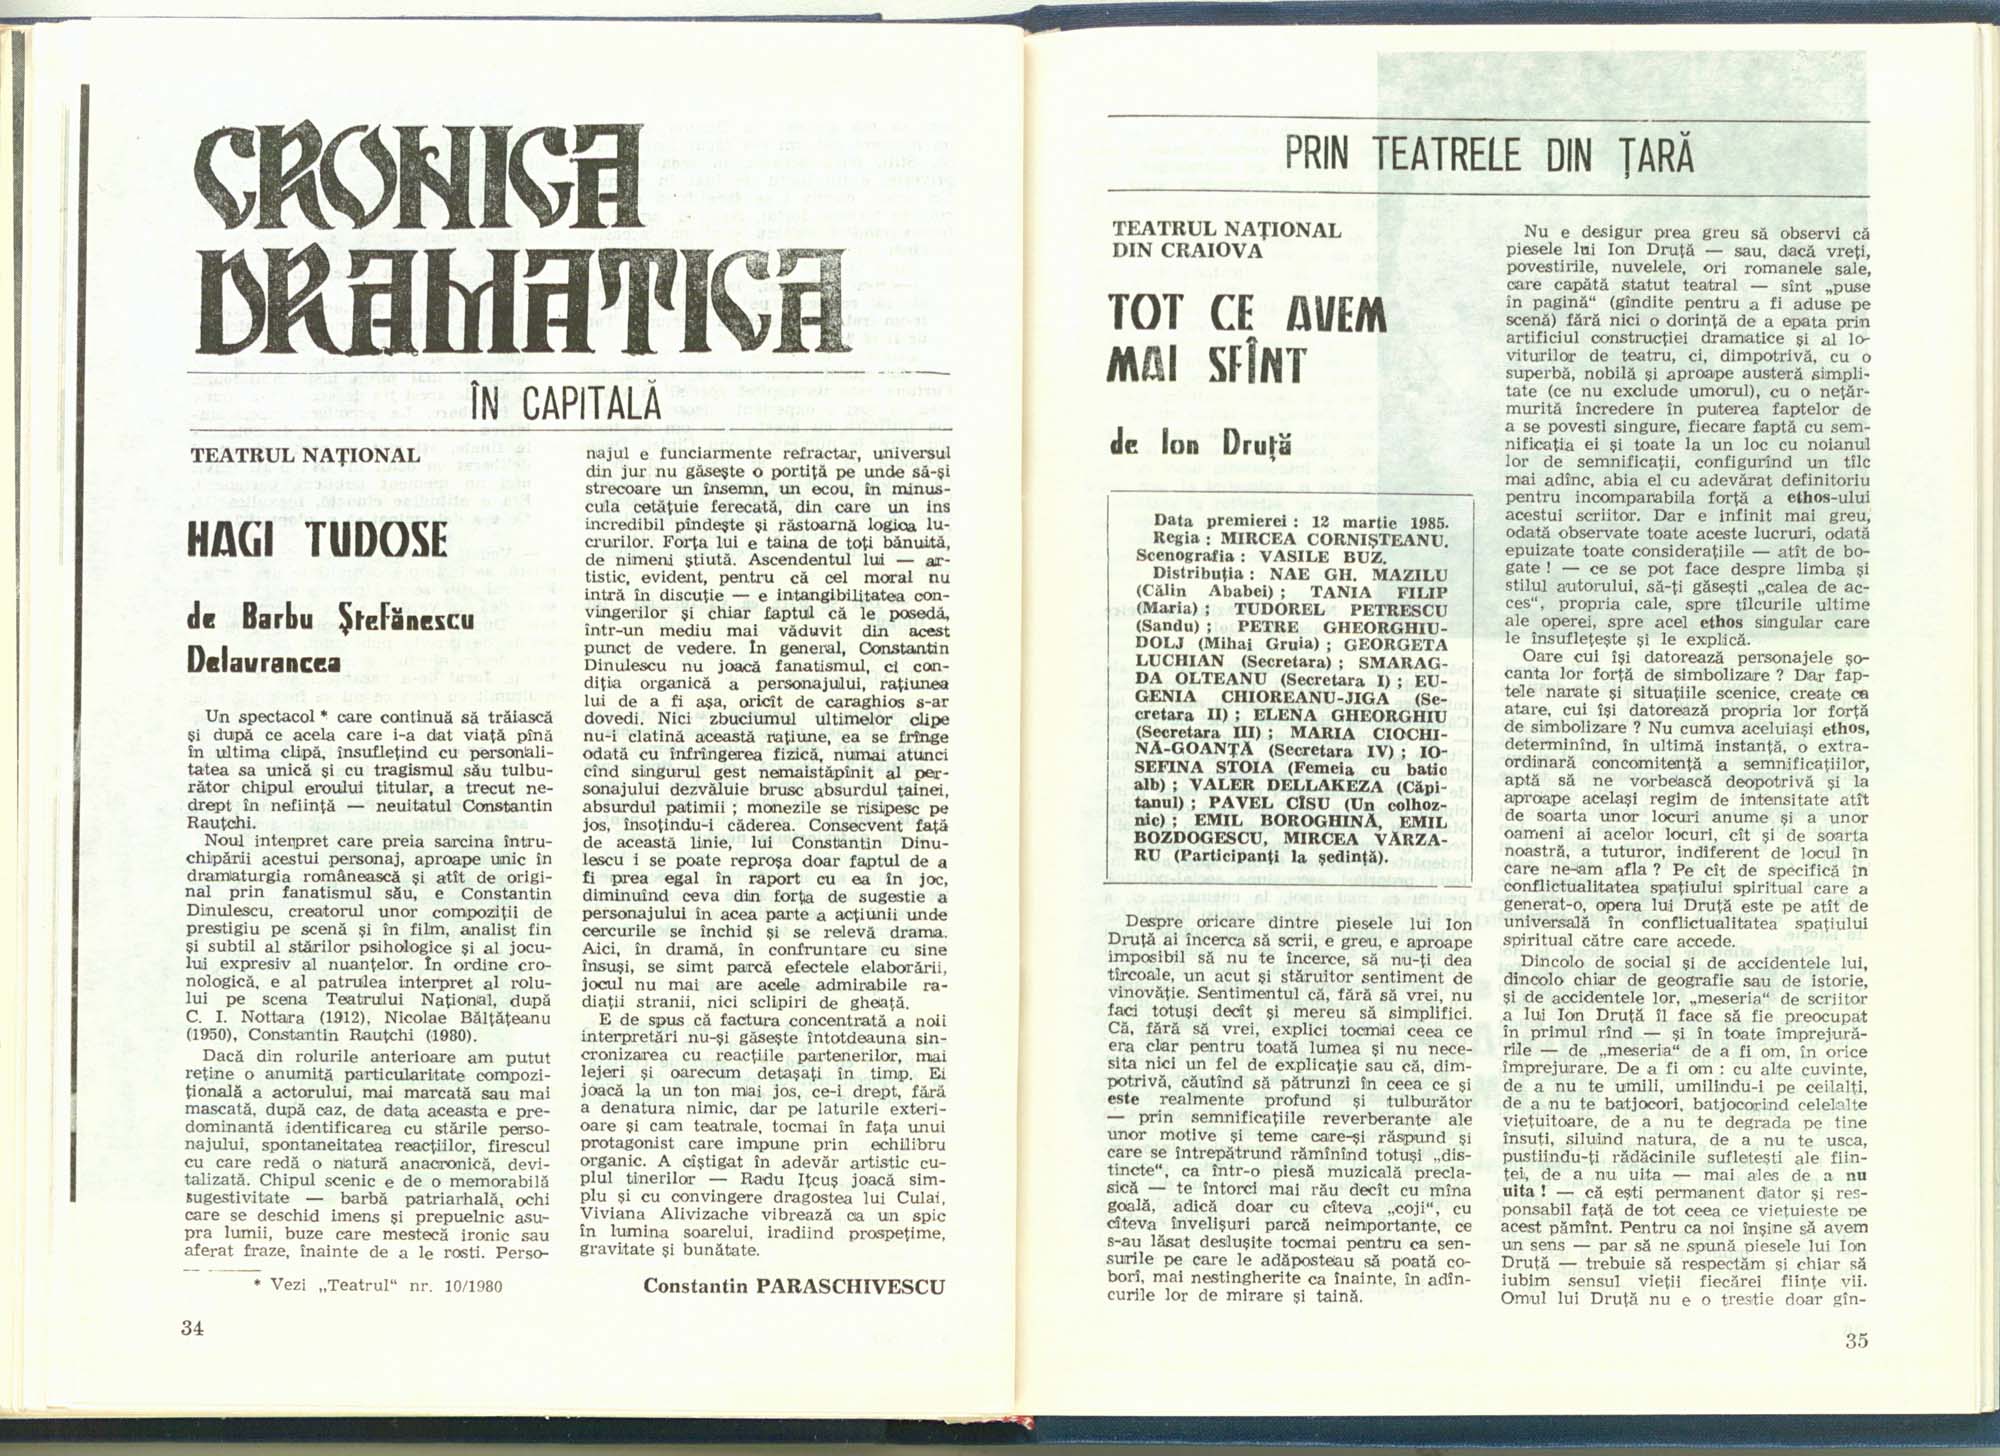 CRONICA
DRAMATICA
ÎN CAPITALĂ
TEATRUL NAȚIONAL
HAGI TUDOSE
de Barbu Ștefănescu
Delavrancea
Un spectacol * care continuă să trăiască
și după ce acela care i-a dat viață pînă
în ultima clipă, însuflețind cu personali-
tatea sa unică și cu tragismul său tulbu-
rător chipul eroului titular, a trecut ne-
drept în neființă — neuitatul Constantin
Rauțchi.
Noul interpret care preia sarcina întru-
chipării acestui personaj, aproape unic în
dramaturgia românească și atît de origi-
nal prin fanatismul său, e Constantin
Dinulescu, creatorul unor compoziții de
prestigiu pe scenă și în film, analist fin
și subtil al stărilor psihologice și al jocu-
lui expresiv al nuanțelor. În ordine cro-
nologică, e al patrulea interpret al rolu-
lui pe scena Teatrului Național, după
C. I. Nottara (1912), Nicolae Bălțățeanu
(1950), Constantin Rauțchi (1980).
Dacă din rolurile anterioare am putut
reține o anumită particularitate compozi-
țională a actorului, mai marcată sau mai
mascată, după caz, de data aceasta e pre-
dominantă identificarea cu stările perso-
najului, spontaneitatea reacțiilor, firescul
cu care redă o natură anacronică, devi-
talizată. Chipul scenic e de o memorabilă
sugestivitate — barbă patriarhală, ochi
care se deschid imens și prepuelnic asu-
pra lumii, buze care mestecă ironic sau
aferat fraze, înainte de a le rosti. Perso-
* Vezi „Teatrul“ nr. 10/1980
34
najul e funciarmente refractar, universul
din jur nu găsește o portiță pe unde să-și
strecoare un însemn, un ecou, în minus-
cula cetățuie ferecată, din care un ins
incredibil pîndește și răstoarnă logica lu-
crurilor. Forța lui e taina de toți bănuită,
de nimeni știută. Ascendentul lui — ar-
tistic, evident, pentru că cel moral nu
intră în discuție — e intangibilitatea con-
vingerilor și chiar faptul că le posedă,
într-un mediu mai văduvit din acest
punct de vedere. În general, Constantin
Dinulescu nu joacă fanatismul, ci con-
diția organică a personajului, rațiunea
lui de a fi așa, oricît de caraghios s-ar
dovedi. Nici zbuciumul ultimelor clipe
nu-i clatină această rațiune, ea se frînge
odată cu înfrîngerea fizică, numai atunci
cînd singurul gest nemaistăpînit al per-
sonajului dezvăluie brusc absurdul tainei,
absurdul patimii ; monezile se risipesc pe
jos, însoțindu-i căderea. Consecvent față
de această linie, lui Constantin Dinu-
lescu i se poate reproșa doar faptul de a
fi prea egal în raport cu ea în joc,
diminuînd ceva din forța de sugestie a
personajului în acea parte a acțiunii unde
cercurile se închid și se relevă drama.
Aici, în dramă, în confruntare cu sine
însuși, se simt parcă efectele elaborării,
jocul nu mai are acele admirabile ra-
diații stranii, nici sclipiri de gheață.
E de spus că factura concentrată a noii
interpretări nu-și găsește întotdeauna sin-
cronizarea cu reacțiile partenerilor, mai
lejeri și oarecum detașați în timp. Ei
joacă la un ton mai jos, ce-i drept, fără
a denatura nimic, dar pe laturile exteri-
oare și cam teatrale, tocmai în fața unui
protagonist care impune prin echilibru
organic. A cîștigat în adevăr artistic cu-
plul tinerilor — Radu Ițcuș joacă sim-
plu și cu convingere dragostea lui Culai,
Viviana Alivizache vibrează ca un spic
în lumina soarelui, iradiind prospețime,
gravitate și bunătate.
Constantin PARASCHIVESCU
PRIN TEATRELE DIN ȚARĂ
TEATRUL NAȚIONAL
DIN CRAIOVA
TOT CE AVEM
MAI SFÎNT
de Ion Druță
Data premierei : 12 martie 1985.
Regia : MIRCEA CORNIȘTEANU.
Scenografia : VASILE BUZ.
Distribuția : NAE GH. MAZILU
(Călin Ababei) ; TANIA FILIP
(Maria) ; TUDOREL PETRESCU
(Sandu) ; PETRE GHEORGHIU-
DOLJ (Mihai Gruia) ; GEORGETA
LUCHIAN (Secretara) ; SMARAG-
DA OLTEANU (Secretara I) ; EU-
GENIA CHIOREANU-JIGA (Se-
cretara II) ; ELENA GHEORGHIU
(Secretara III) ; MARIA CIOCHI-
NĂ-GOANȚĂ (Secretara IV) ; IO-
SEFINA STOIA (Femeia cu batic
alb) ; VALER DELLAKEZA (Căpi-
tanul) ; PAVEL CÎSU (Un colhoz-
nic) ; EMIL BOROGHINĂ, EMIL
BOZDOGESCU, MIRCEA VĂRZA-
RU (Participanți la ședință).
Despre oricare dintre piesele lui Ion
Druță ai încerca să scrii, e greu, e aproape
imposibil să nu te încerce, să nu-ți dea
tîrcoale, un acut și stăruitor sentiment de
vinovăție. Sentimentul că, fără să vrei, nu
faci totuși decît și mereu să simplifici.
Că, fără să vrei, explici tocmai ceea ce
era clar pentru toată lumea și nu nece-
sita nici un fel de explicație sau că, dim-
potrivă, căutînd să pătrunzi în ceea ce și
este realmente profund și tulburător
— prin semnificațiile reverberante ale
unor motive și teme care-și răspund și
care se întrepătrund rămînînd totuși „dis-
tincte“, ca într-o piesă muzicală precla-
sică — te întorci mai rău decît cu mîna
goală, adică doar cu cîteva „coji“, cu
cîteva învelișuri parcă neimportante, ce
s-au lăsat deslușite tocmai pentru ca sen-
surile pe care le adăposteau să poată co-
borî, mai nestingherite ca înainte, în adîn-
curile lor de mirare și taină.
Nu e desigur prea greu să observi că
piesele lui Ion Druță — sau, dacă vreți,
povestirile, nuvelele, ori romanele sale,
care capătă statut teatral — sînt „puse
în pagină“ (gîndite pentru a fi aduse pe
scenă) fără nici o dorință de a epata prin
artificiul construcției dramatice și al lo-
viturilor de teatru, ci, dimpotrivă, cu o
superbă, nobilă și aproape austeră simpli-
tate (ce nu exclude umorul), cu o nețăr-
murită încredere în puterea faptelor de
a se povesti singure, fiecare faptă cu sem-
nificația ei și toate la un loc cu noianul
lor de semnificații, configurînd un tîlc
mai adînc, abia el cu adevărat definitoriu
pentru incomparabila forță a ethos-ului
acestui scriitor. Dar e infinit mai greu,
odată observate toate aceste lucruri, odată
epuizate toate considerațiile — atît de bo-
gate ! — ce se pot face despre limba și
stilul autorului, să-ți găsești „calea de ac-
ces“, propria cale, spre tîlcurile ultime
ale operei, spre acel ethos singular care
le însuflețește și le explică.
Oare cui își datorează personajele șo-
canta lor forță de simbolizare ? Dar fap-
tele narate și situațiile scenice, create ca
atare, cui își datorează propria lor forță
de simbolizare ? Nu cumva aceluiași ethos,
determinînd, în ultimă instanță, o extra-
ordinară concomitență a semnificațiilor,
aptă să ne vorbească deopotrivă și la
aproape același regim de intensitate atît
de soarta unor locuri anume și a unor
oameni ai acelor locuri, cît și de soarta
noastră, a tuturor, indiferent de locul în
care ne-am afla ? Pe cît de specifică în
conflictualitatea spațiului spiritual care a
generat-o, opera lui Druță este pe atît de
universală în conflictualitatea spațiului
spiritual către care accede.
Dincolo de social și de accidentele lui,
dincolo chiar de geografie sau de istorie,
și de accidentele lor, „meseria“ de scriitor
a lui Ion Druță îl face să fie preocupat
în primul rînd — și în toate împrejură-
rile — de „meseria“ de a fi om, în orice
împrejurare. De a fi om : cu alte cuvinte,
de a nu te umili, umilindu-i pe ceilalți,
de a nu te batjocori, batjocorind celelalte
viețuitoare, de a nu te degrada pe tine
însuți, siluind natura, de a nu te usca,
pustiindu-ți rădăcinile sufletești ale fiin-
ței, de a nu uita — mai ales de a nu
uita ! — că ești permanent dator și res-
ponsabil față de tot ceea ce viețuiește pe
acest pămînt. Pentru ca noi înșine să avem
un sens — par să ne spună piesele lui Ion
Druță — trebuie să respectăm și chiar să
iubim sensul vieții fiecărei ființe vii.
Omul lui Druță nu e o trestie doar gîn-
35